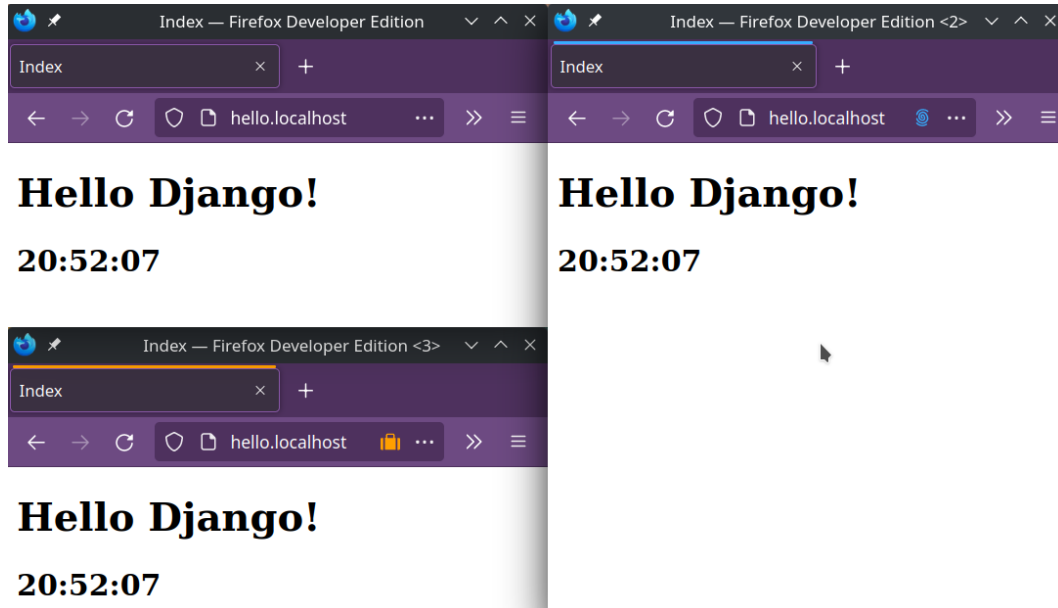 Index — Firefox Developer Edition
Index
hello.localhost
Hello Django!
20:52:07
Index — Firefox Developer Edition <2>
Index
hello.localhost
Hello Django!
20:52:07
Index — Firefox Developer Edition <3>
Index
hello.localhost
Hello Django!
20:52:07